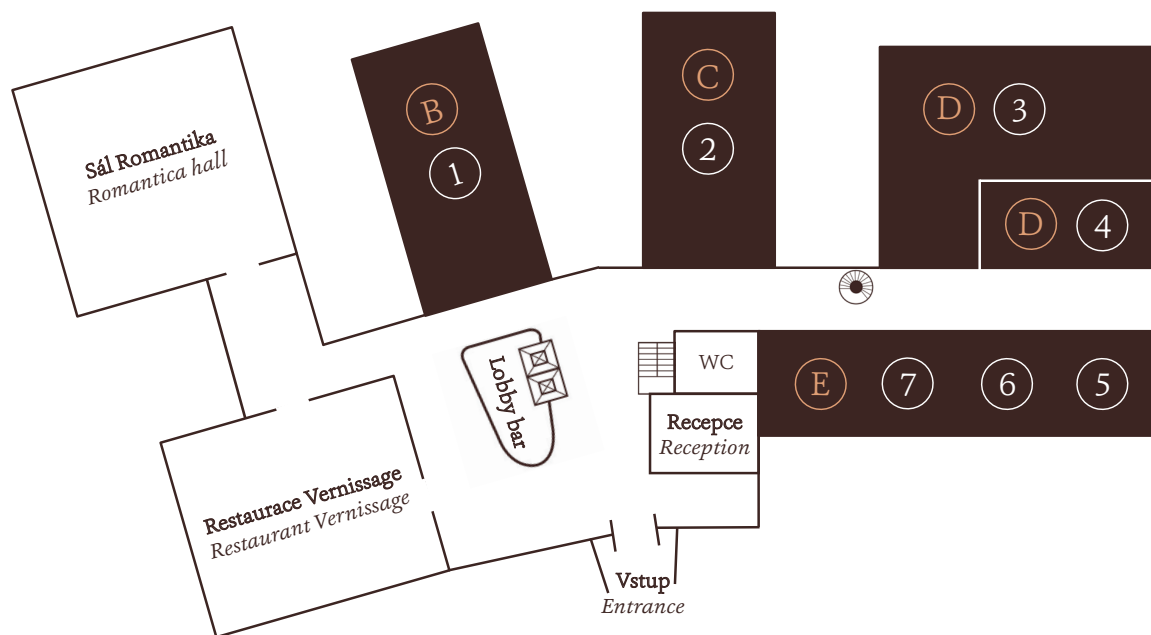 B
1
C
2
D 3
D 4
Sál Romantika
Romantica hall
Lobby bar
WC
E 7 6 5
Recepce
Reception
Restaurace Vernissage
Restaurant Vernissage
Vstup
Entrance